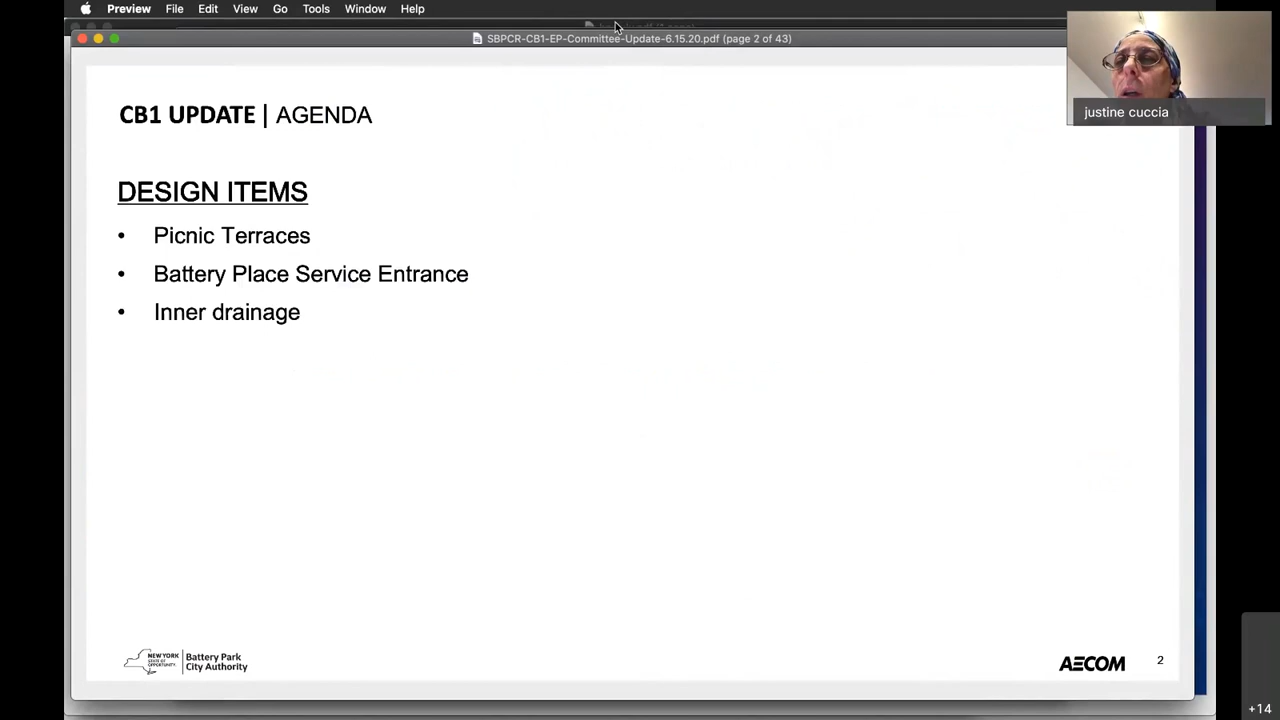 Preview File Edit View Go Tools Window Help
SBPCR-CB1-EP-Committee-Update-6.15.20.pdf (page 2 of 43)
justine cuccia
CB1 UPDATE | AGENDA
DESIGN ITEMS
• Picnic Terraces
• Battery Place Service Entrance
• Inner drainage
NEW YORK
STATE OF
OPPORTUNITY.
Battery Park
City Authority
AECOM
2
+14